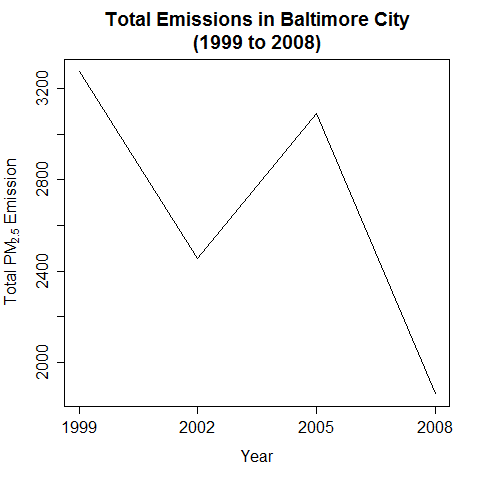 Total Emissions in Baltimore City
(1999 to 2008)
Total PM₂.₅ Emission
3200
2800
2400
2000
1999 2002 2005 2008
Year